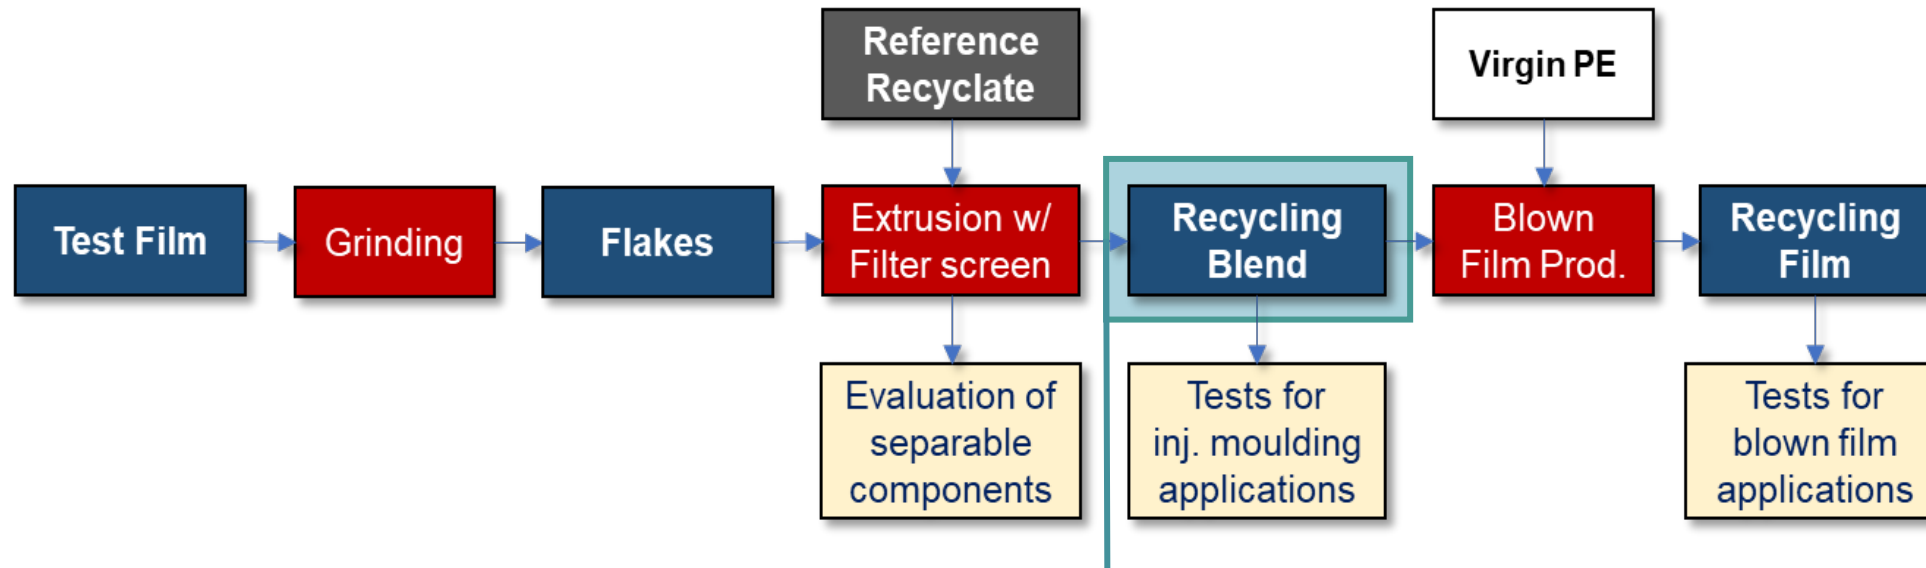 Reference
Recyclate
Virgin PE
Test Film
Grinding
Flakes
Extrusion w/
Filter screen
Recycling
Blend
Blown
Film Prod.
Recycling
Film
Evaluation of
separable
components
Tests for
inj. moulding
applications
Tests for
blown film
applications